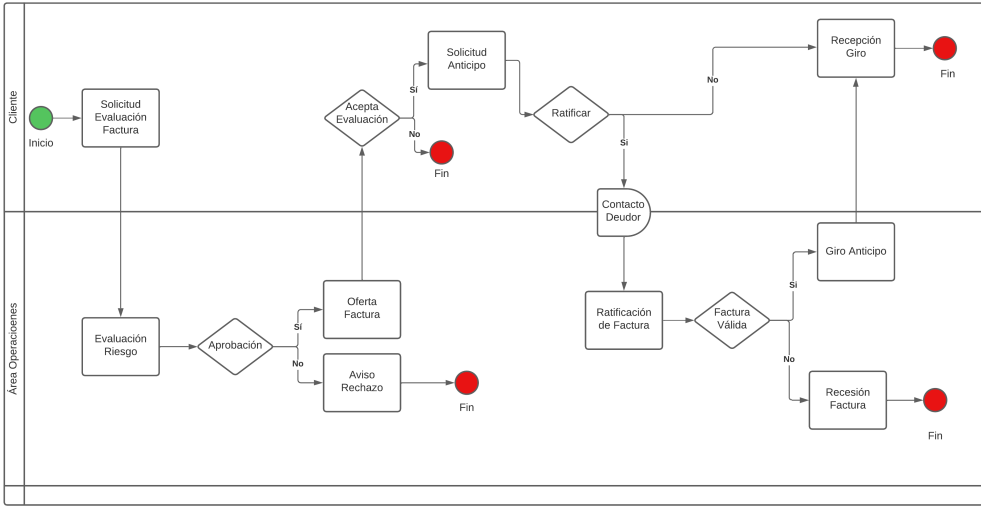 Cliente
Inicio
Solicitud
Evaluación
Factura
Acepta
Evaluación
Sí
No
Fin
Solicitud
Anticipo
Ratificar
No
Si
Recepción
Giro
Fin
Contacto
Deudor
Área Operacioenes
Evaluación
Riesgo
Aprobación
Sí
No
Oferta
Factura
Aviso
Rechazo
Fin
Ratificación
de Factura
Factura
Válida
Si
No
Giro Anticipo
Recesión
Factura
Fin